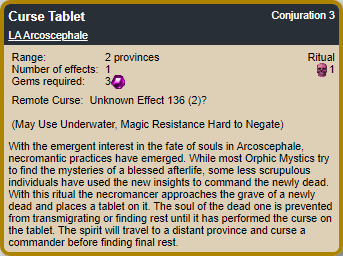 Curse Tablet Conjuration 3
LA Arcoscephale
Range: 2 provinces Ritual
Number of effects: 1 1
Gems required: 3
Remote Curse: Unknown Effect 136 (2)?
(May Use Underwater, Magic Resistance Hard to Negate)
With the emergent interest in the fate of souls in Arcoscephale,
necromantic practices have emerged. While most Orphic Mystics try
to find the mysteries of a blessed afterlife, some less scrupulous
individuals have used the new insights to command the newly dead.
With this ritual the necromancer approaches the grave of a newly
dead and places a tablet on it. The soul of the dead one is prevented
from transmigrating or finding rest until it has performed the curse on
the tablet. The spirit will travel to a distant province and curse a
commander before finding final rest.